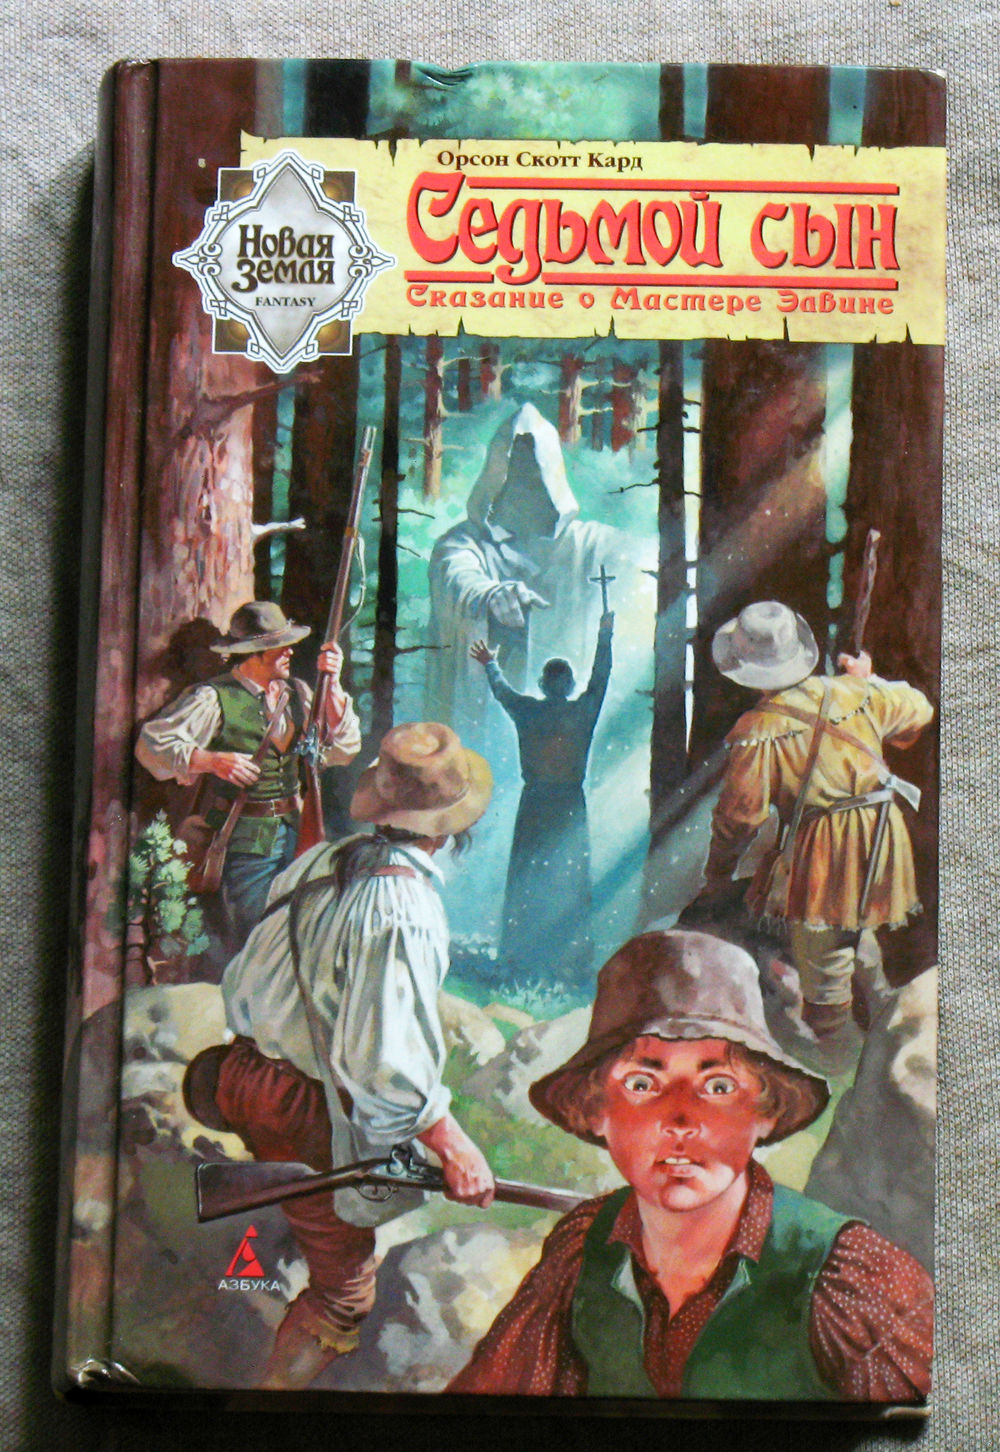 Орсон Скотт Кард
Седьмой сын
Сказание о Мастере Элвине
Новая
Земля
FANTASY
АЗБУКА